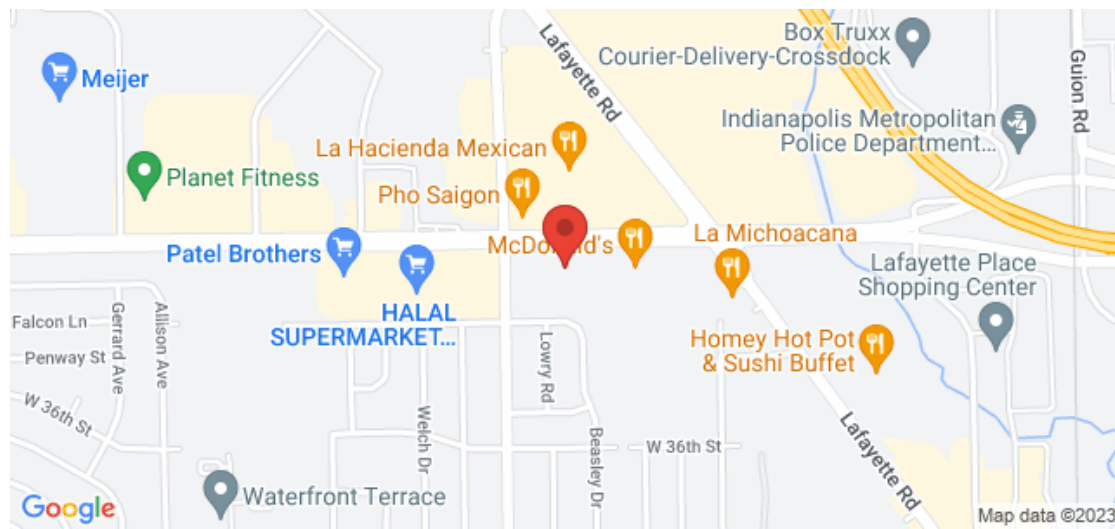 Box Truxx
Courier-Delivery-Crossdock
Lafayette Rd
Guion Rd
Meijer
Indianapolis Metropolitan
Police Department...
La Hacienda Mexican
Planet Fitness
Pho Saigon
McDonald's
La Michoacana
Patel Brothers
Lafayette Place
Shopping Center
HALAL
SUPERMARKET...
Falcon Ln
Gerrard Ave
Allison Ave
Penway St
Lowry Rd
Homey Hot Pot
& Sushi Buffet
W 36th St
Welch Dr
Beasley Dr
W 36th St
Lafayette Rd
Waterfront Terrace
Google
Map data ©2023